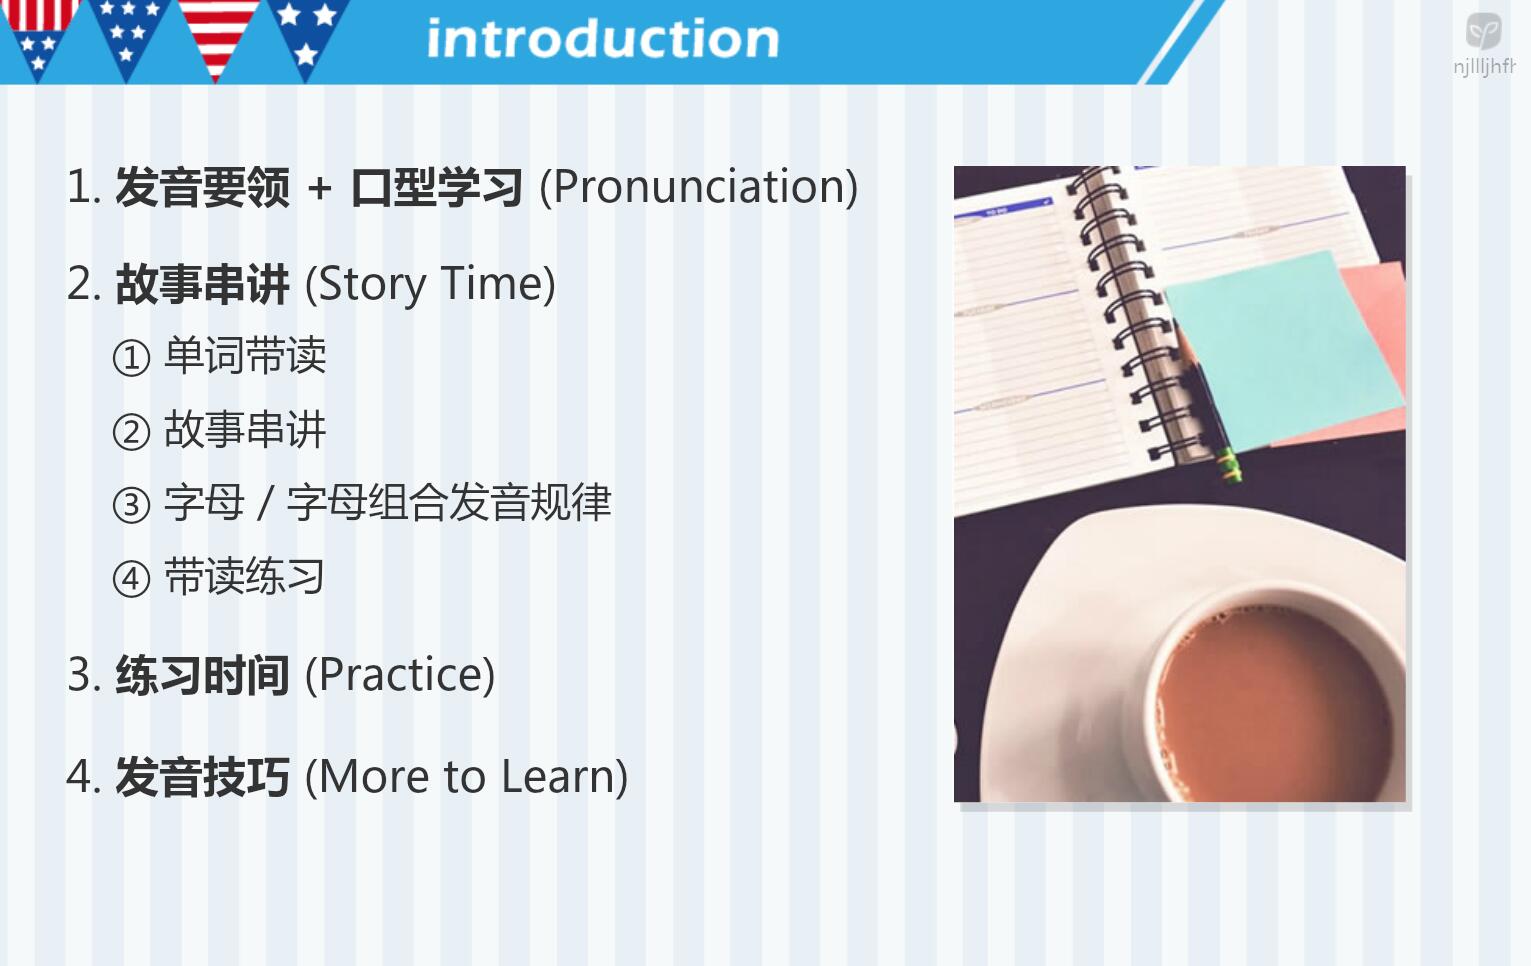 introduction
njllljhfh
1. 发音要领 + 口型学习 (Pronunciation)
2. 故事串讲 (Story Time)
① 单词带读
② 故事串讲
③ 字母 / 字母组合发音规律
④ 带读练习
3. 练习时间 (Practice)
4. 发音技巧 (More to Learn)
TO DO